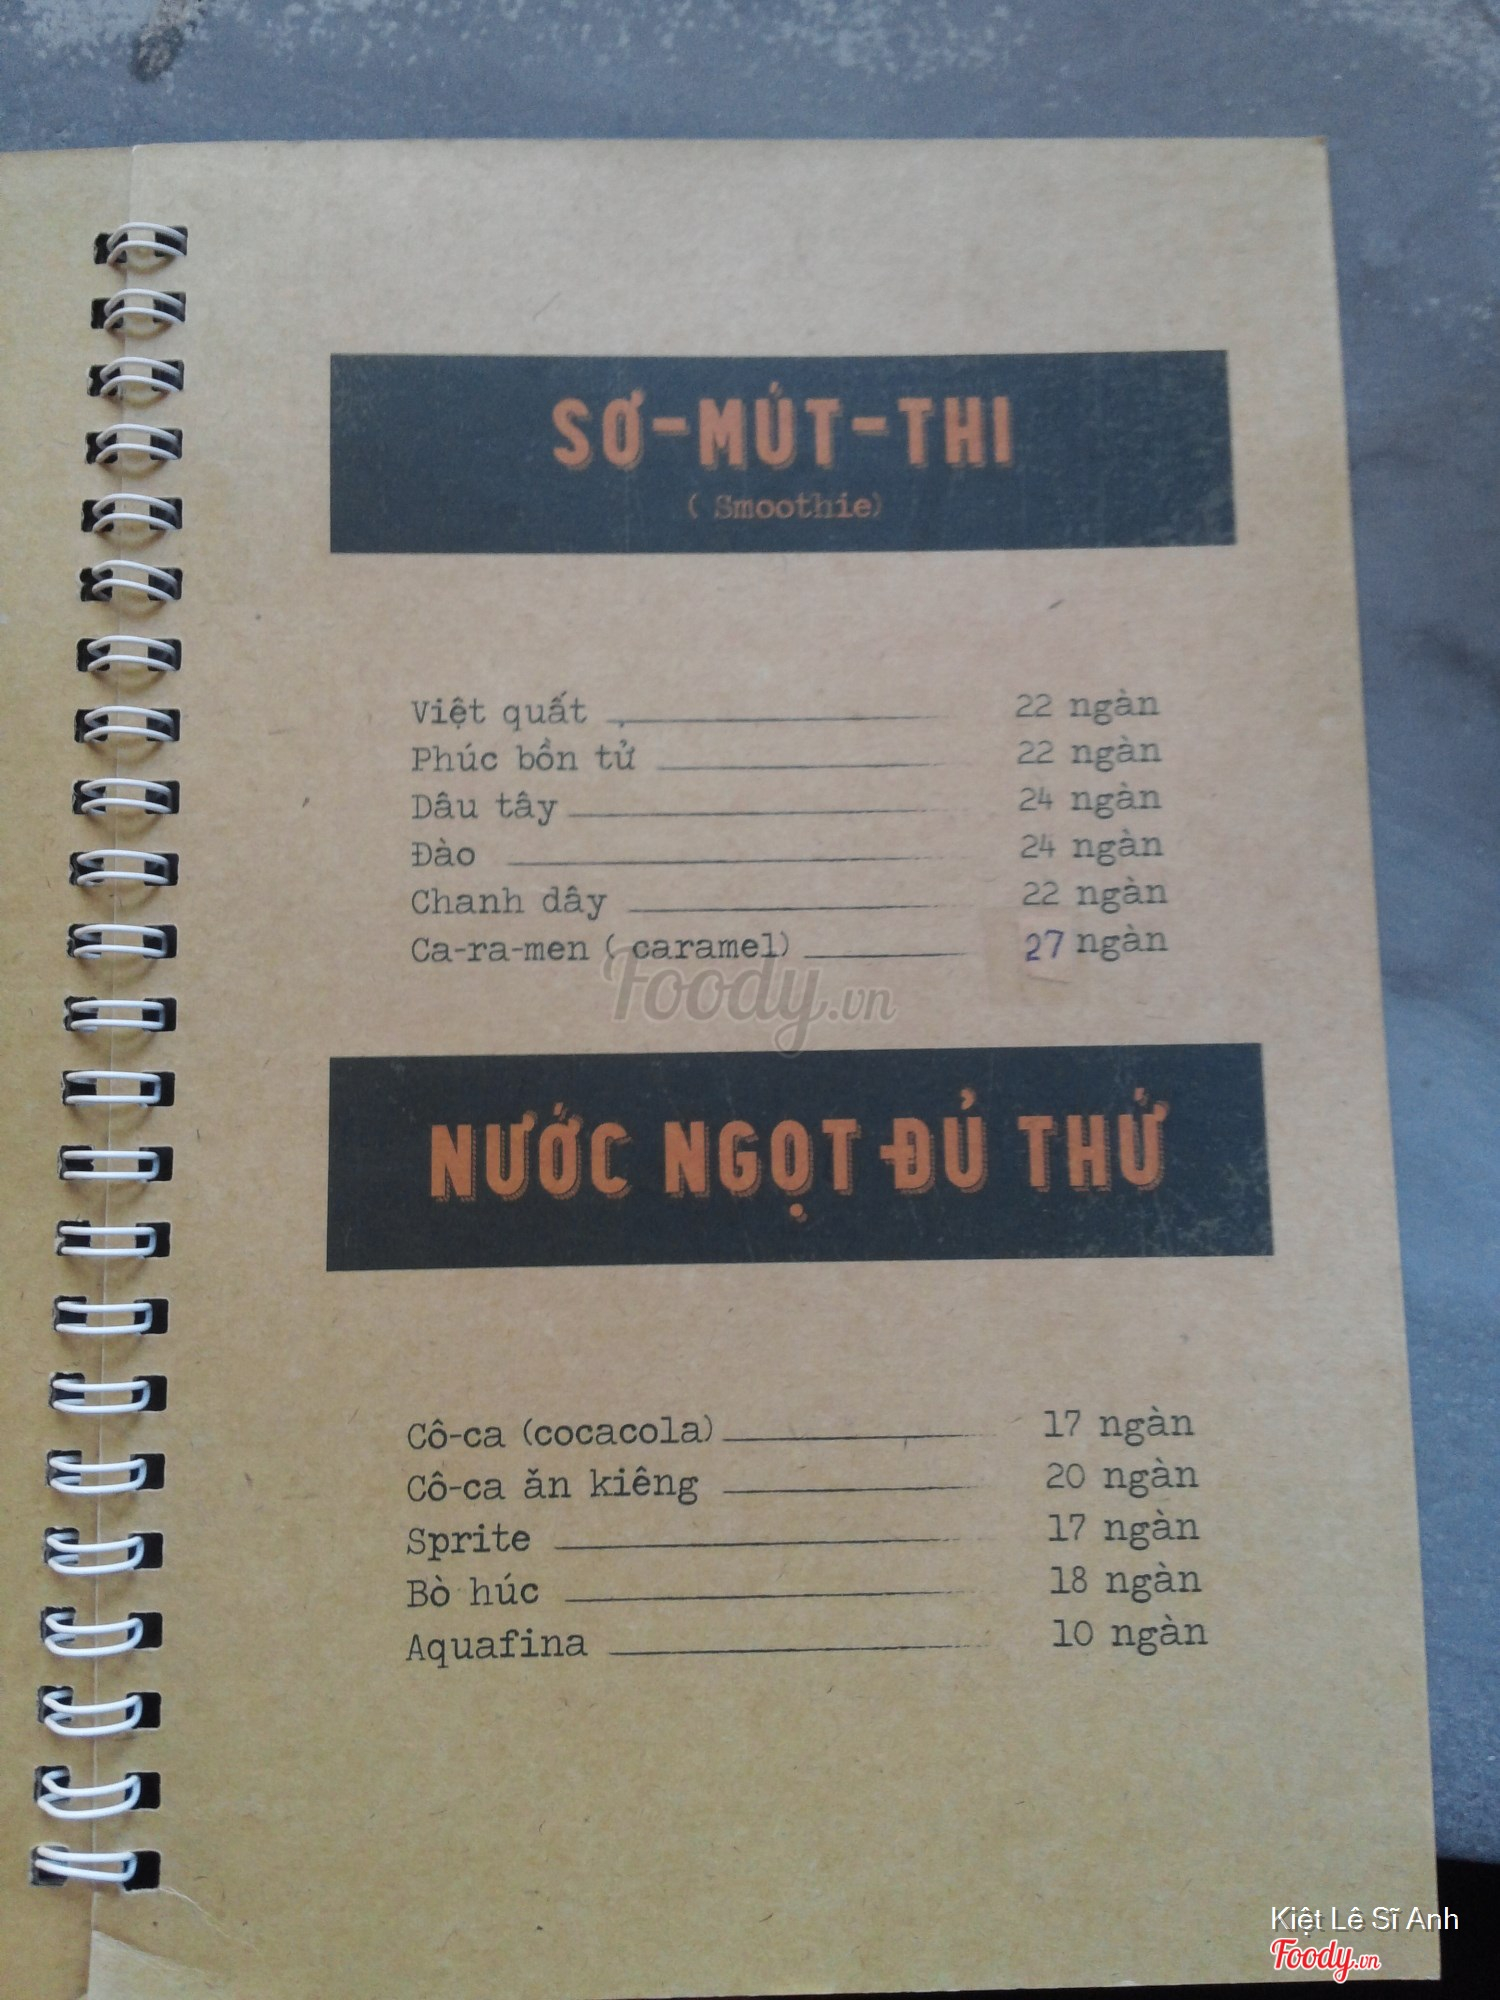 SƠ-MÚT-THI
( Smoothie)
Việt quất 22 ngàn
Phúc bồn tử 22 ngàn
Dâu tây 24 ngàn
Đào 24 ngàn
Chanh dây 22 ngàn
Ca-ra-men ( caramel) 27 ngàn
Foody.vn
NƯỚC NGỌT ĐỦ THỨ
Cô-ca (cocacola) 17 ngàn
Cô-ca ăn kiêng 20 ngàn
Sprite 17 ngàn
Bò húc 18 ngàn
Aquafina 10 ngàn
Kiệt Lê Sĩ Anh
Foody.vn